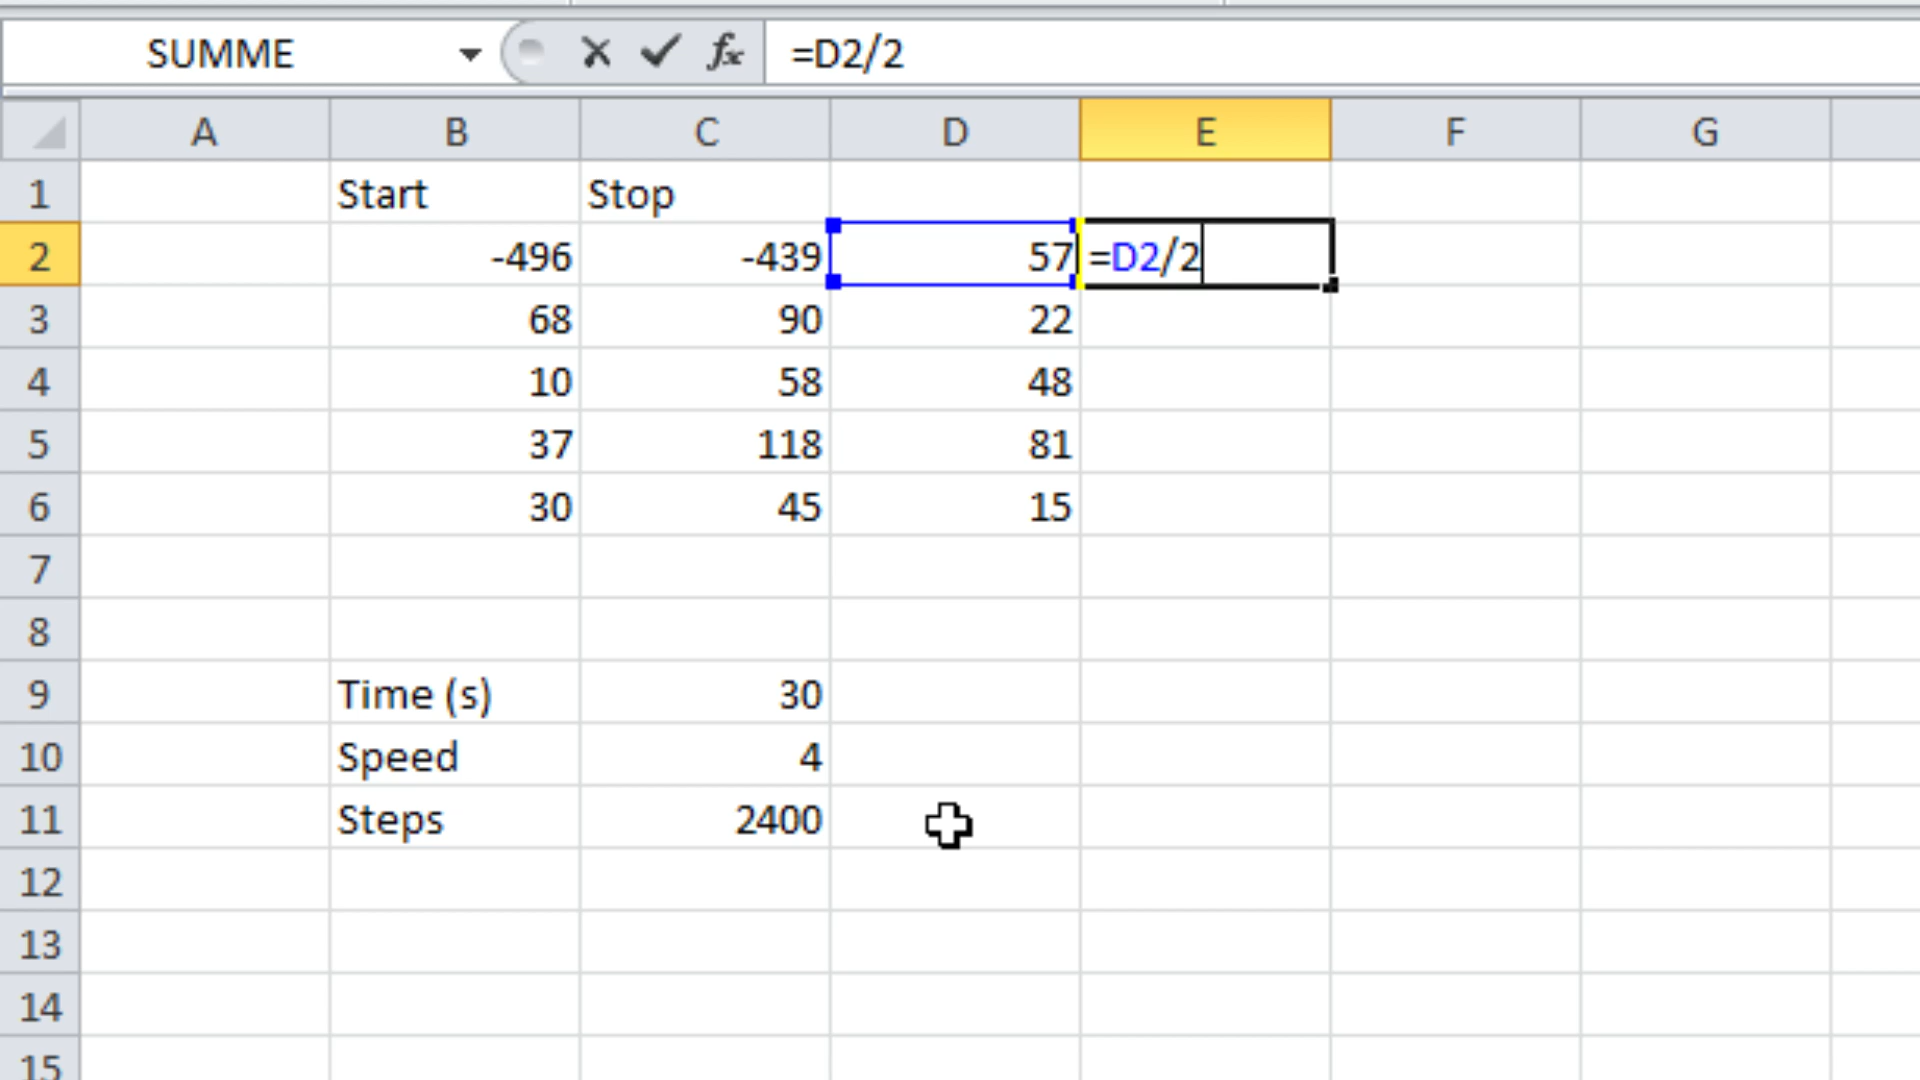 SUMME fx =D2/2
A B C D E F G
1 Start Stop
2 -496 -439 57 =D2/2
3 68 90 22
4 10 58 48
5 37 118 81
6 30 45 15
7
8
9 Time (s) 30
10 Speed 4
11 Steps 2400
12
13
14
15